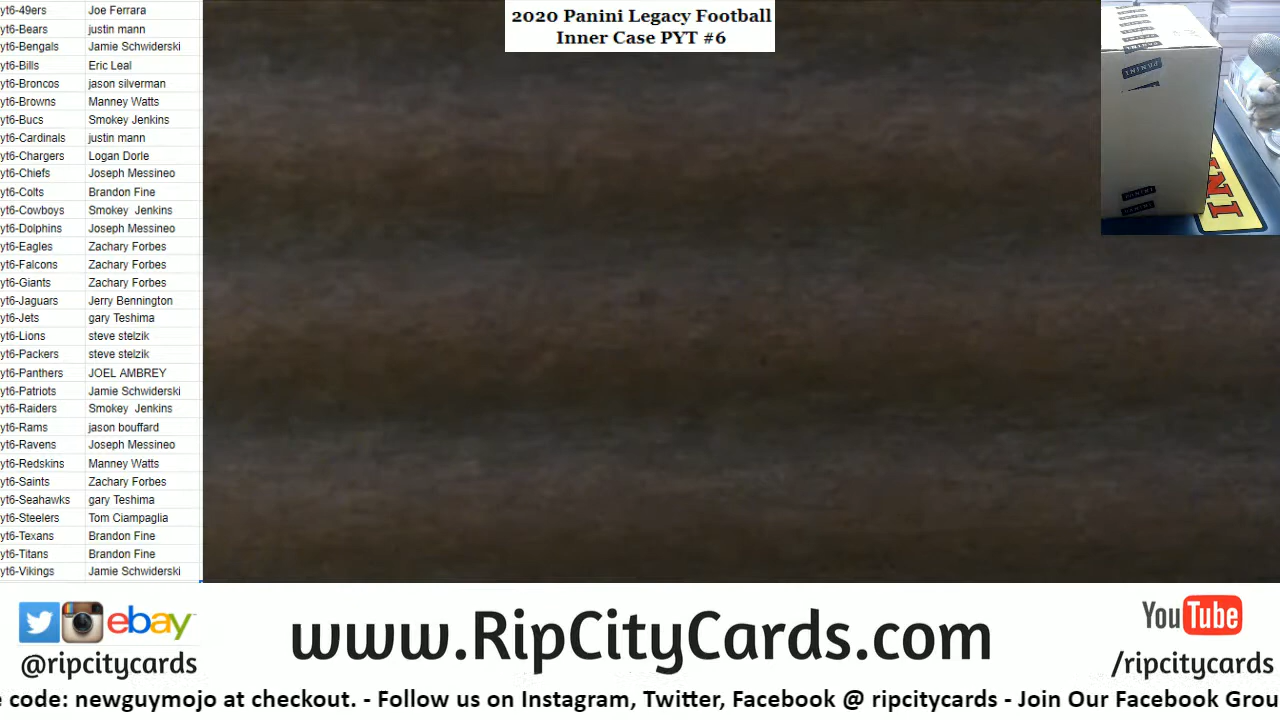 2020 Panini Legacy Football
Inner Case PYT #6
yt6-49ers Joe Ferrara
yt6-Bears justin mann
yt6-Bengals Jamie Schwiderski
yt6-Bills Eric Leal
yt6-Broncos jason silverman
yt6-Browns Manney Watts
yt6-Bucs Smokey Jenkins
yt6-Cardinals justin mann
yt6-Chargers Logan Dorle
yt6-Chiefs Joseph Messineo
yt6-Colts Brandon Fine
yt6-Cowboys Smokey  Jenkins
yt6-Dolphins Joseph Messineo
yt6-Eagles Zachary Forbes
yt6-Falcons Zachary Forbes
yt6-Giants Zachary Forbes
yt6-Jaguars Jerry Bennington
yt6-Jets gary Teshima
yt6-Lions steve stelzik
yt6-Packers steve stelzik
yt6-Panthers JOEL AMBREY
yt6-Patriots Jamie Schwiderski
yt6-Raiders Smokey  Jenkins
yt6-Rams jason bouffard
yt6-Ravens Joseph Messineo
yt6-Redskins Manney Watts
yt6-Saints Zachary Forbes
yt6-Seahawks gary Teshima
yt6-Steelers Tom Ciampaglia
yt6-Texans Brandon Fine
yt6-Titans Brandon Fine
yt6-Vikings Jamie Schwiderski
PANINI
ebay
@ripcitycards
www.RipCityCards.com
YouTube
/ripcitycards
e code: newguymojo at checkout. - Follow us on Instagram, Twitter, Facebook @ ripcitycards - Join Our Facebook Grou